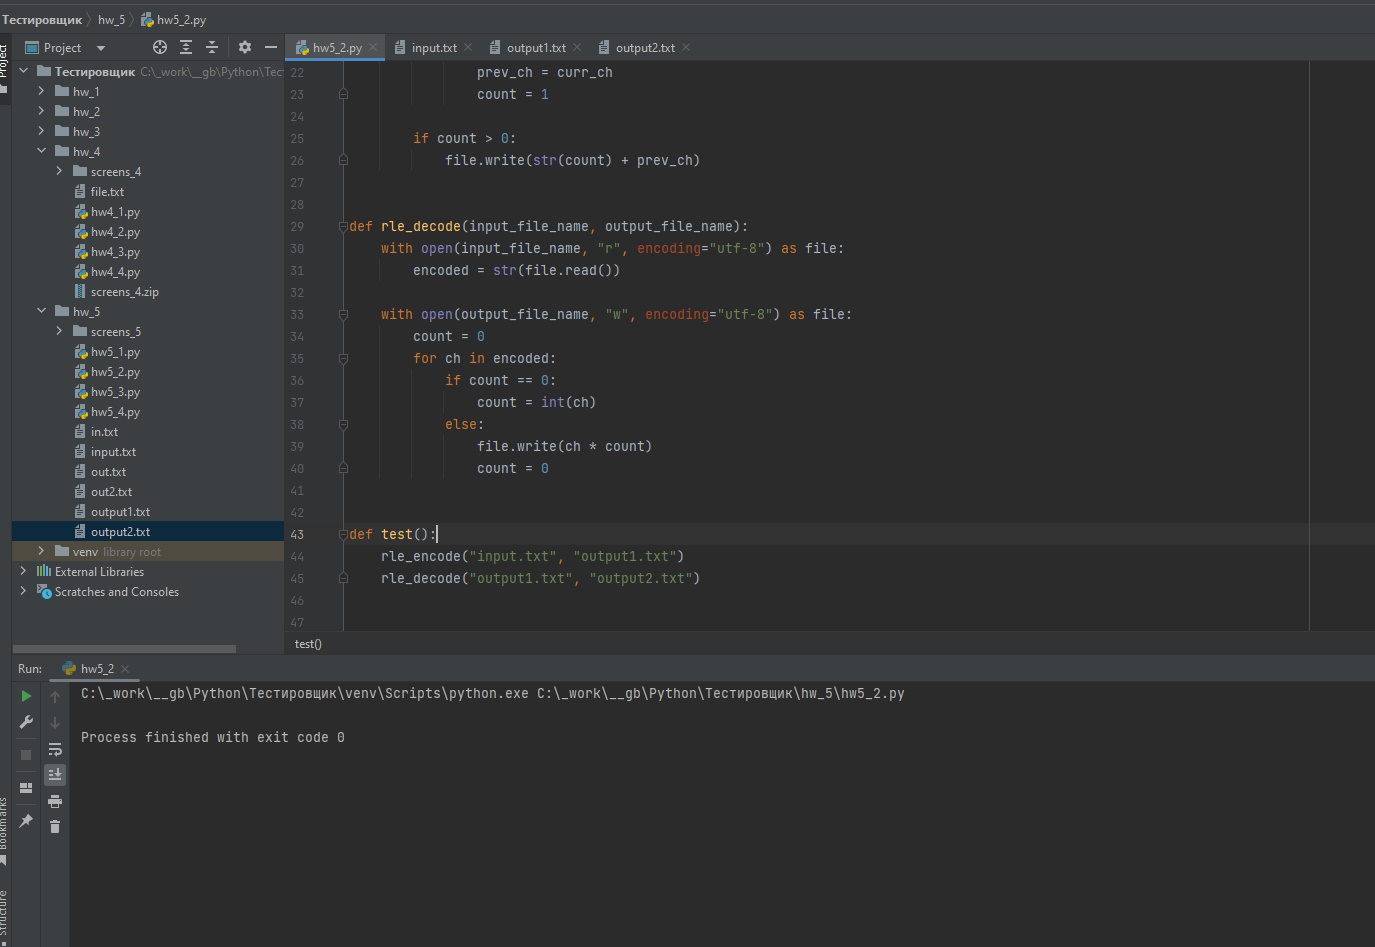 Тестировщик hw_5 hw5_2.py
Project
Project
hw5_2.py input.txt output1.txt output2.txt
Тестировщик C:\_work\__gb\Python\Тес
hw_1
hw_2
hw_3
hw_4
screens_4
file.txt
hw4_1.py
hw4_2.py
hw4_3.py
hw4_4.py
screens_4.zip
hw_5
screens_5
hw5_1.py
hw5_2.py
hw5_3.py
hw5_4.py
in.txt
input.txt
out.txt
out2.txt
output1.txt
output2.txt
venv library root
External Libraries
Scratches and Consoles
22 prev_ch = curr_ch
23 count = 1
24
25 if count > 0:
26 file.write(str(count) + prev_ch)
27
28
29 def rle_decode(input_file_name, output_file_name):
30 with open(input_file_name, "r", encoding="utf-8") as file:
31 encoded = str(file.read())
32
33 with open(output_file_name, "w", encoding="utf-8") as file:
34 count = 0
35 for ch in encoded:
36 if count == 0:
37 count = int(ch)
38 else:
39 file.write(ch * count)
40 count = 0
41
42
43 def test():
44 rle_encode("input.txt", "output1.txt")
45 rle_decode("output1.txt", "output2.txt")
46
47
test()
Run: hw5_2
C:\_work\__gb\Python\Тестировщик\venv\Scripts\python.exe C:\_work\__gb\Python\Тестировщик\hw_5\hw5_2.py
Process finished with exit code 0
Bookmarks
Structure